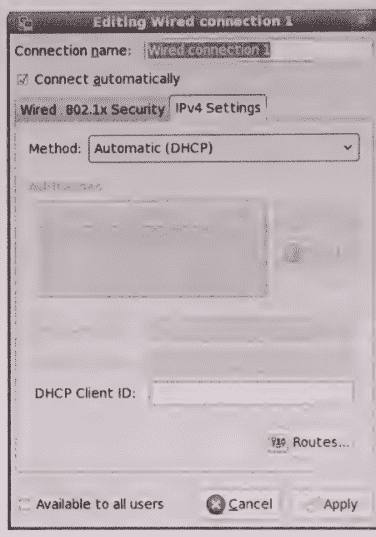 Editing Wired connection 1
Connection name: Wired connection 1
Connect automatically
Wired 802.1x Security IPv4 Settings
Method: Automatic (DHCP)
Addresses
DHCP Client ID:
Routes...
Available to all users Cancel Apply